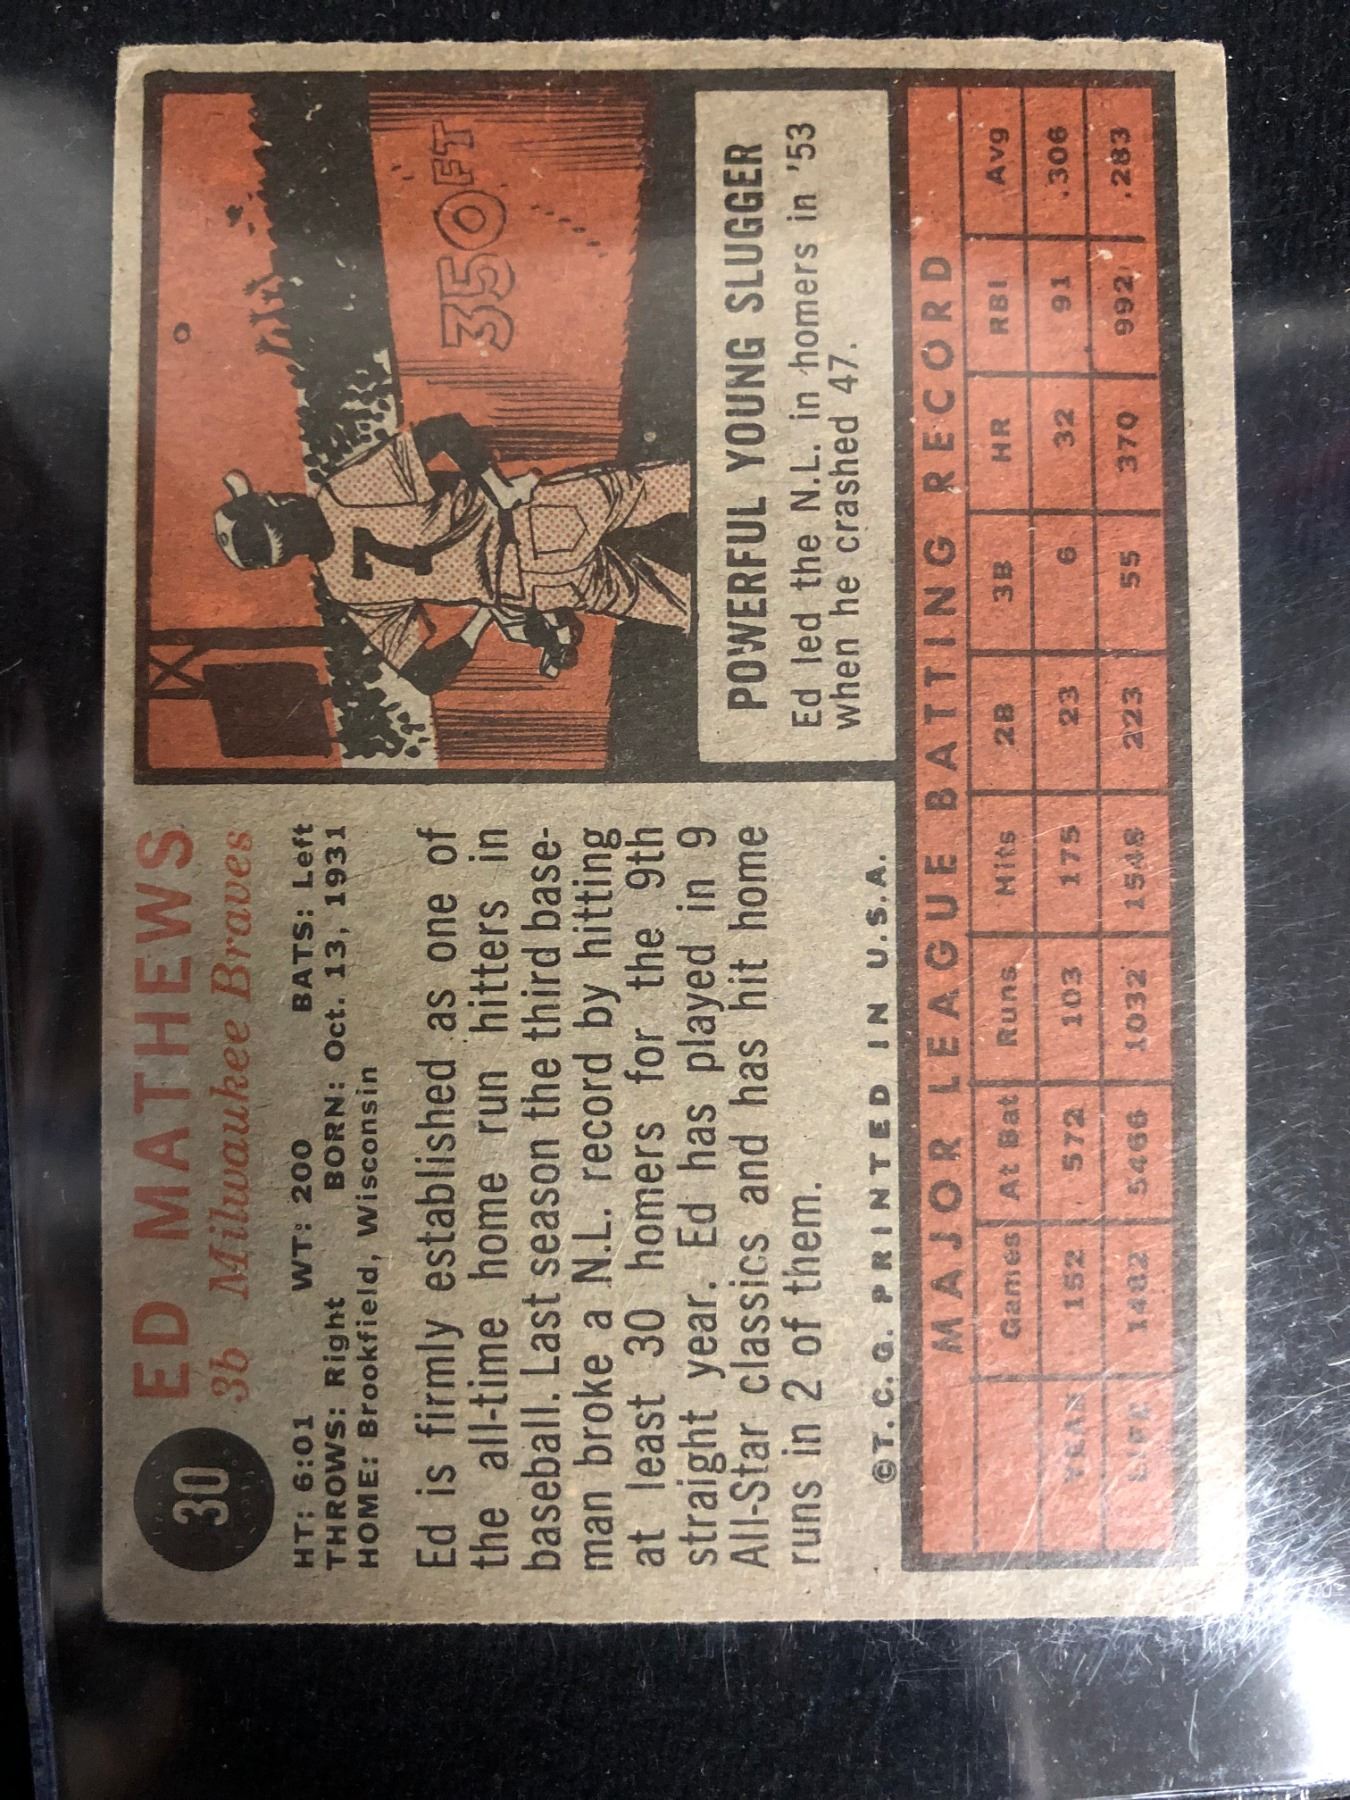 30
ED MATHEWS
3b Milwaukee Braves
HT: 6:01 WT: 200 BATS: Left
THROWS: Right BORN: Oct. 13, 1931
HOME: Brookfield, Wisconsin
Ed is firmly established as one of
the all-time home run hitters in
baseball. Last season the third base-
man broke a N.L. record by hitting
at least 30 homers for the 9th
straight year. Ed has played in 9
All-Star classics and has hit home
runs in 2 of them.
©T. C. G. PRINTED IN U.S.A.
350 FT
7
POWERFUL YOUNG SLUGGER
Ed led the N.L. in homers in '53
when he crashed 47.
MAJOR LEAGUE BATTING RECORD
Games At Bat Runs Hits 2B 3B HR RBI Avg
YEAR 152 572 103 175 23 6 32 91 .306
LIFE 1482 5466 1032 1548 223 55 370 992 .283